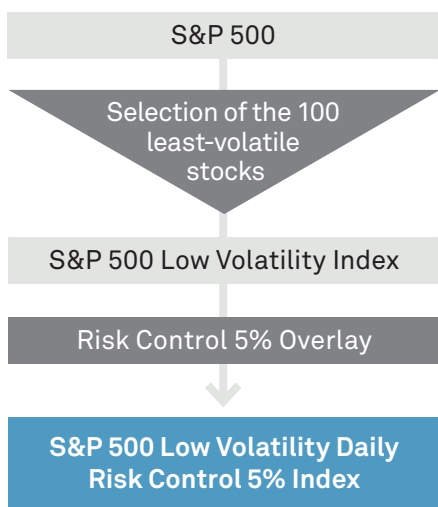 S&P 500
Selection of the 100
least-volatile
stocks
S&P 500 Low Volatility Index
Risk Control 5% Overlay
S&P 500 Low Volatility Daily
Risk Control 5% Index